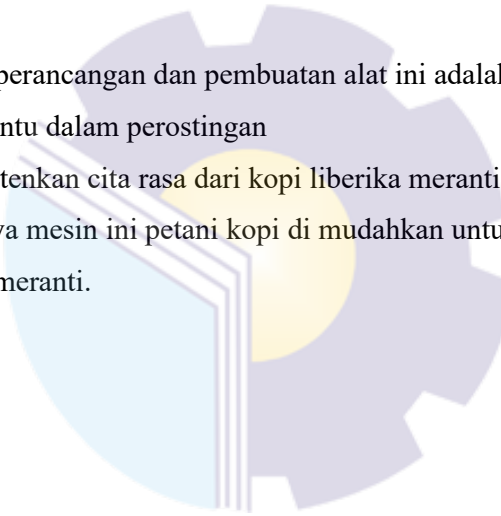 perancangan dan pembuatan alat ini adalah
ntu dalam perostingan
tenkan cita rasa dari kopi liberika meranti
ya mesin ini petani kopi di mudahkan untu
meranti.